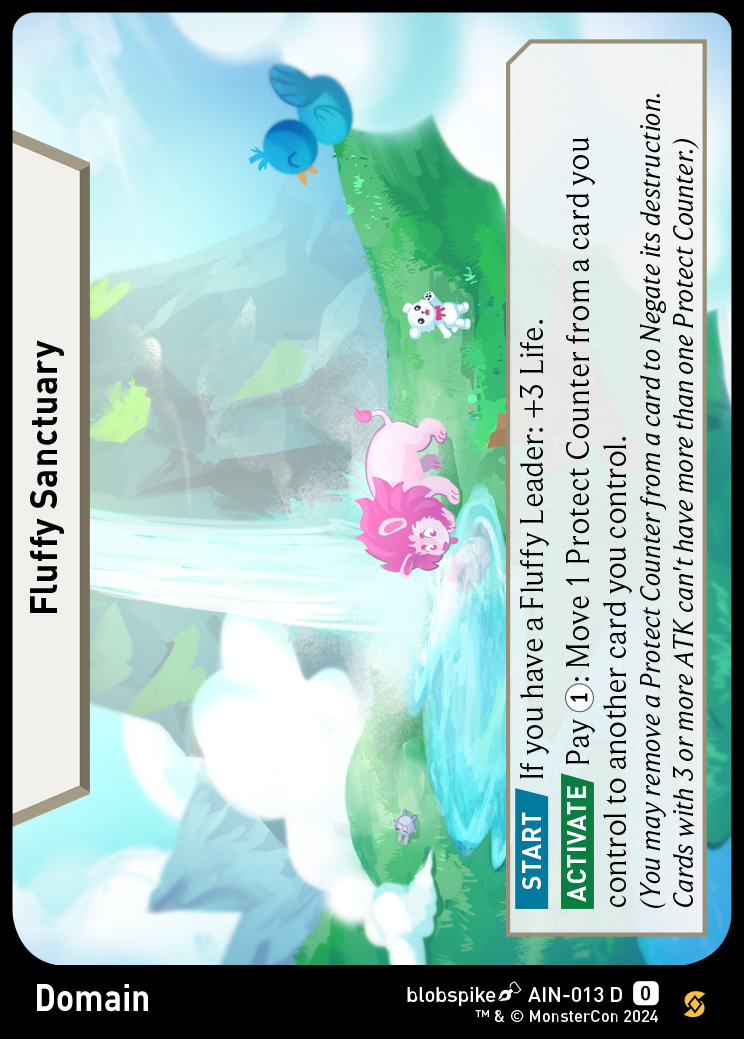 Fluffy Sanctuary
START If you have a Fluffy Leader: +3 Life.
ACTIVATE Pay 1: Move 1 Protect Counter from a card you
control to another card you control.
(You may remove a Protect Counter from a card to Negate its destruction.
Cards with 3 or more ATK can't have more than one Protect Counter.)
Domain
blobspike AIN-013 D 0
™ & © MonsterCon 2024